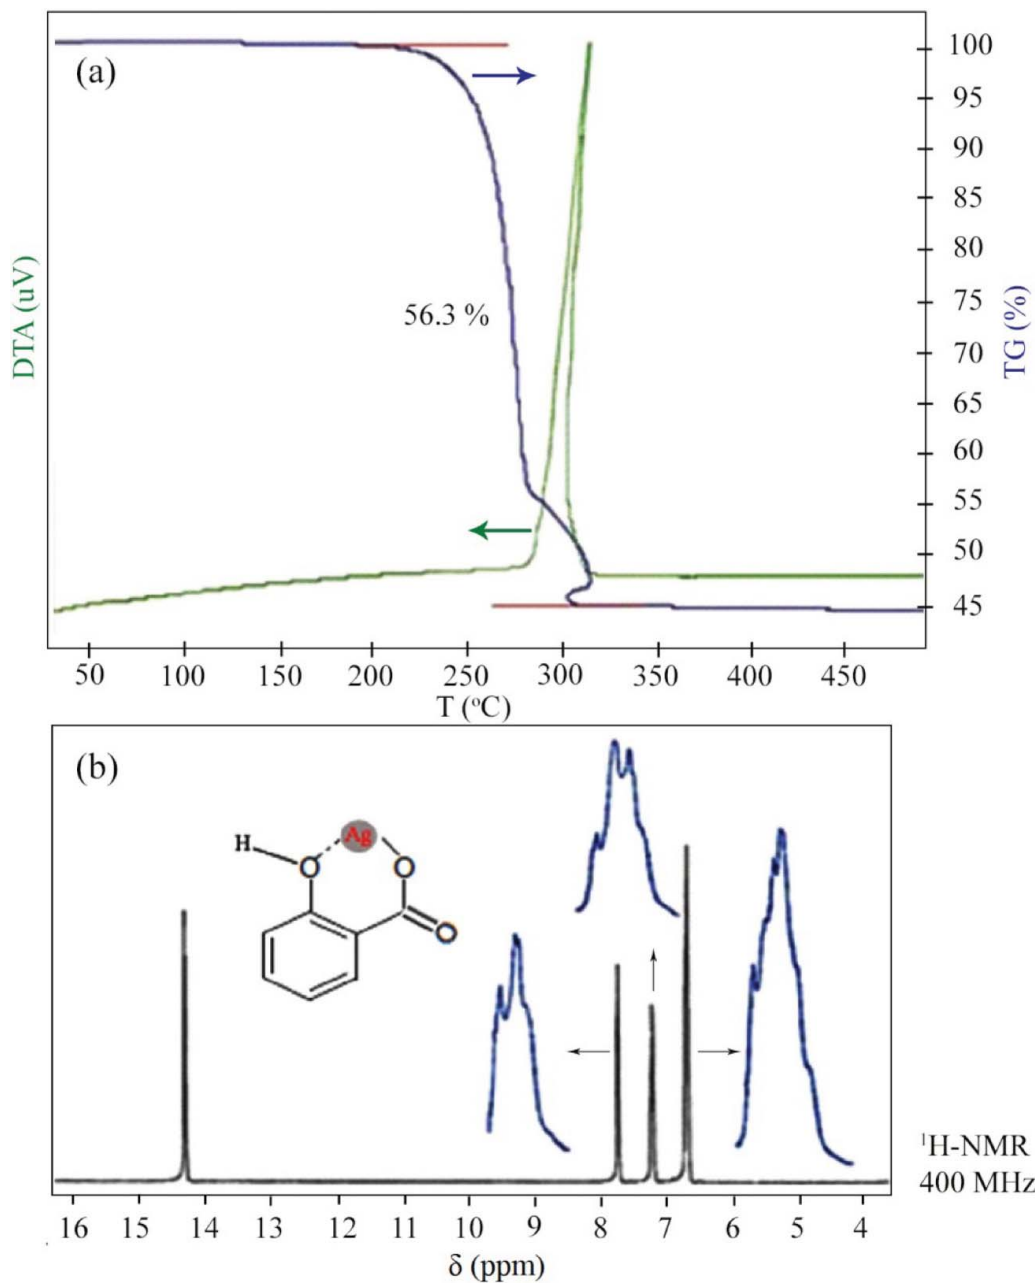 (a)
100
95
90
85
80
75
70
65
60
55
50
45
DTA (uV)
TG (%)
56.3 %
50 100 150 200 250 300 350 400 450
T (°C)
(b)
H
Ag
O O
O
¹H-NMR
400 MHz
16 15 14 13 12 11 10 9 8 7 6 5 4
δ (ppm)